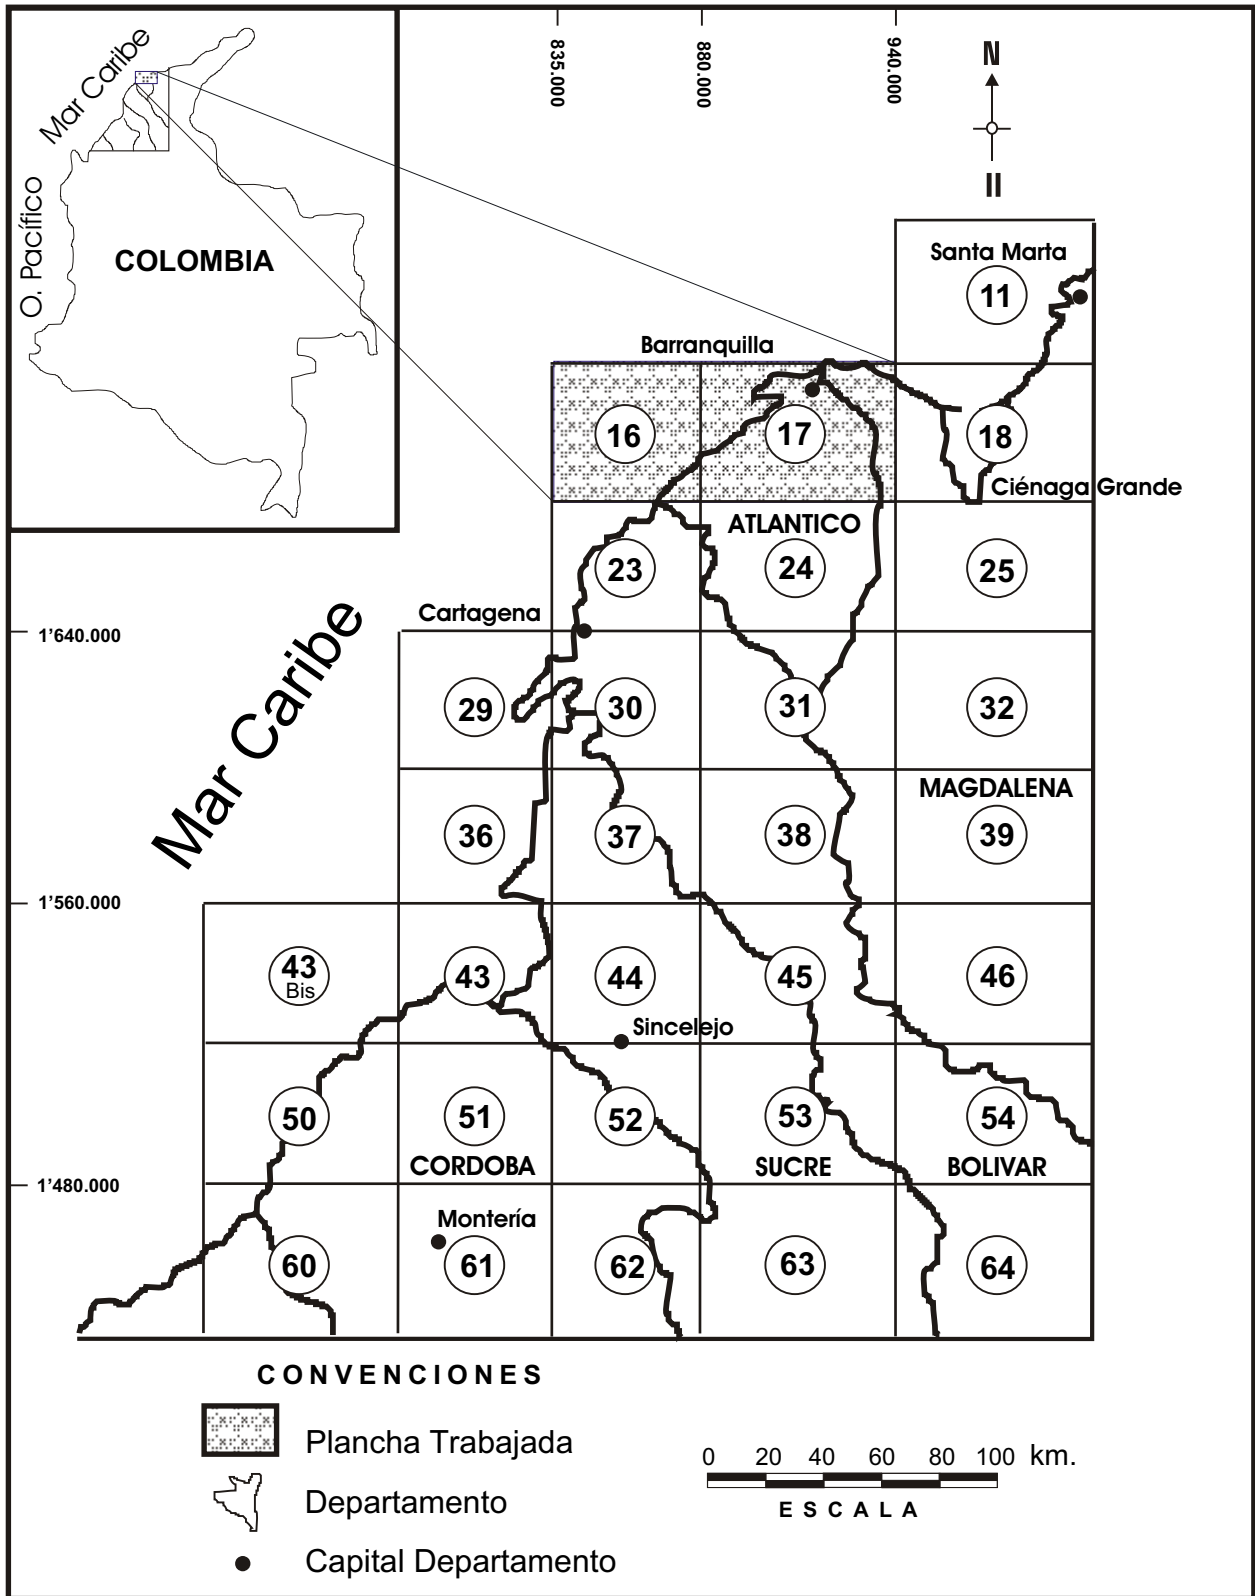 835.000
880.000
940.000
N
II
Mar Caribe
O. Pacífico
COLOMBIA
Santa Marta
11
Barranquilla
16
17
18
Ciénaga Grande
ATLANTICO
23
24
25
Cartagena
1'640.000
Mar Caribe
29
30
31
32
MAGDALENA
36
37
38
39
1'560.000
43
Bis
43
44
45
46
Sincelejo
50
51
52
53
54
CORDOBA
SUCRE
BOLIVAR
1'480.000
Montería
60
61
62
63
64
CONVENCIONES
Plancha Trabajada
Departamento
Capital Departamento
0 20 40 60 80 100 km.
ESCALA